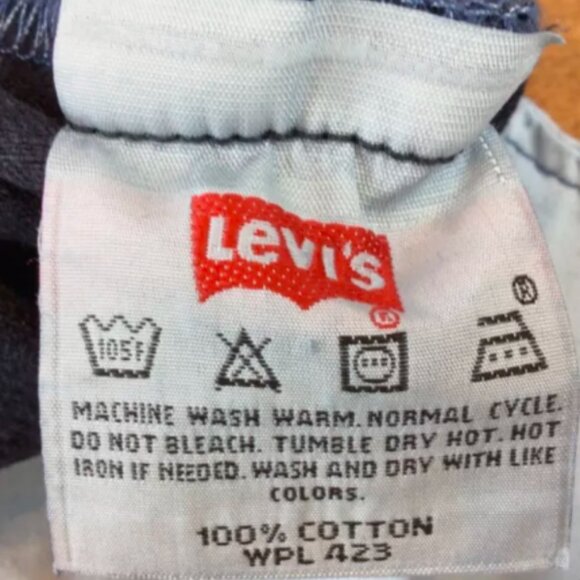 Levi's
®
®
105°F
MACHINE WASH WARM. NORMAL CYCLE.
DO NOT BLEACH. TUMBLE DRY HOT. HOT
IRON IF NEEDED. WASH AND DRY WITH LIKE
COLORS.
100% COTTON
WPL 423